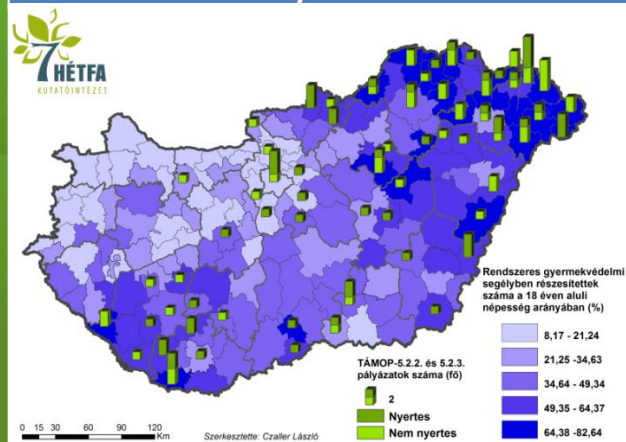 7
HÉTFA
KUTATÓINTÉZET
Rendszeres gyermekvédelmi
segélyben részesítettek
száma a 18 éven aluli
népesség arányában (%)
8,17 - 21,24
21,25 -34,63
34,64 - 49,34
49,35 - 64,37
64,38 -82,64
TÁMOP-5.2.2. és 5.2.3.
pályázatok száma (fő)
2
Nyertes
Nem nyertes
0 15 30 60 90 120
Km
Szerkesztette: Czaller László